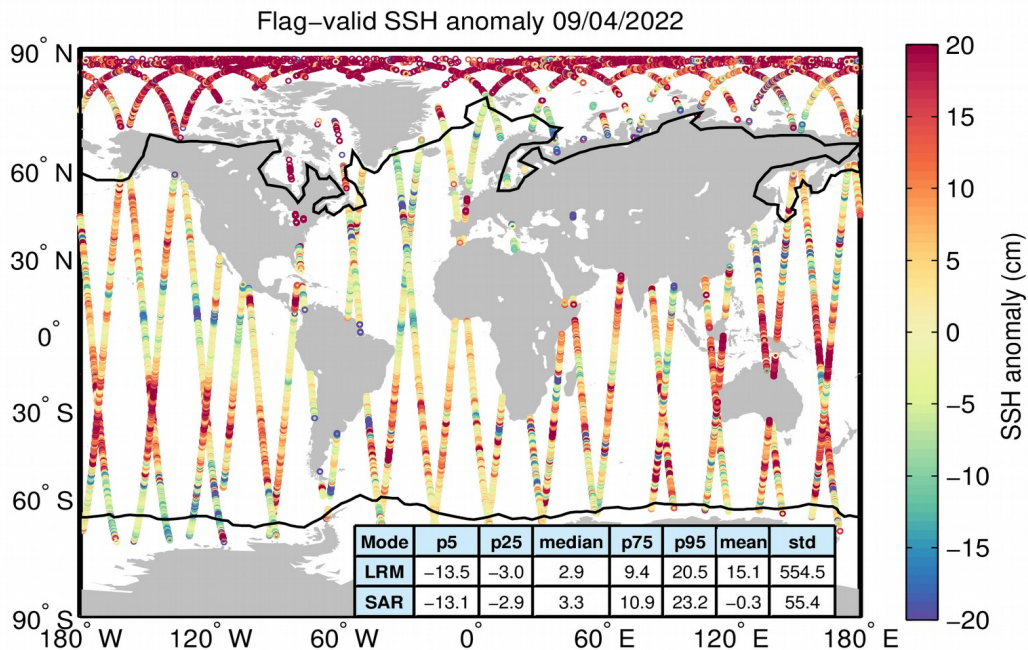 Flag−valid SSH anomaly 09/04/2022
90° N
60° N
30° N
0°
30° S
60° S
90° S
180° W
120° W
60° W
0°
60° E
120° E
180° E
Mode p5 p25 median p75 p95 mean std
LRM −13.5 −3.0 2.9 9.4 20.5 15.1 554.5
SAR −13.1 −2.9 3.3 10.9 23.2 −0.3 55.4
20
15
10
5
0
−5
−10
−15
−20
SSH anomaly (cm)